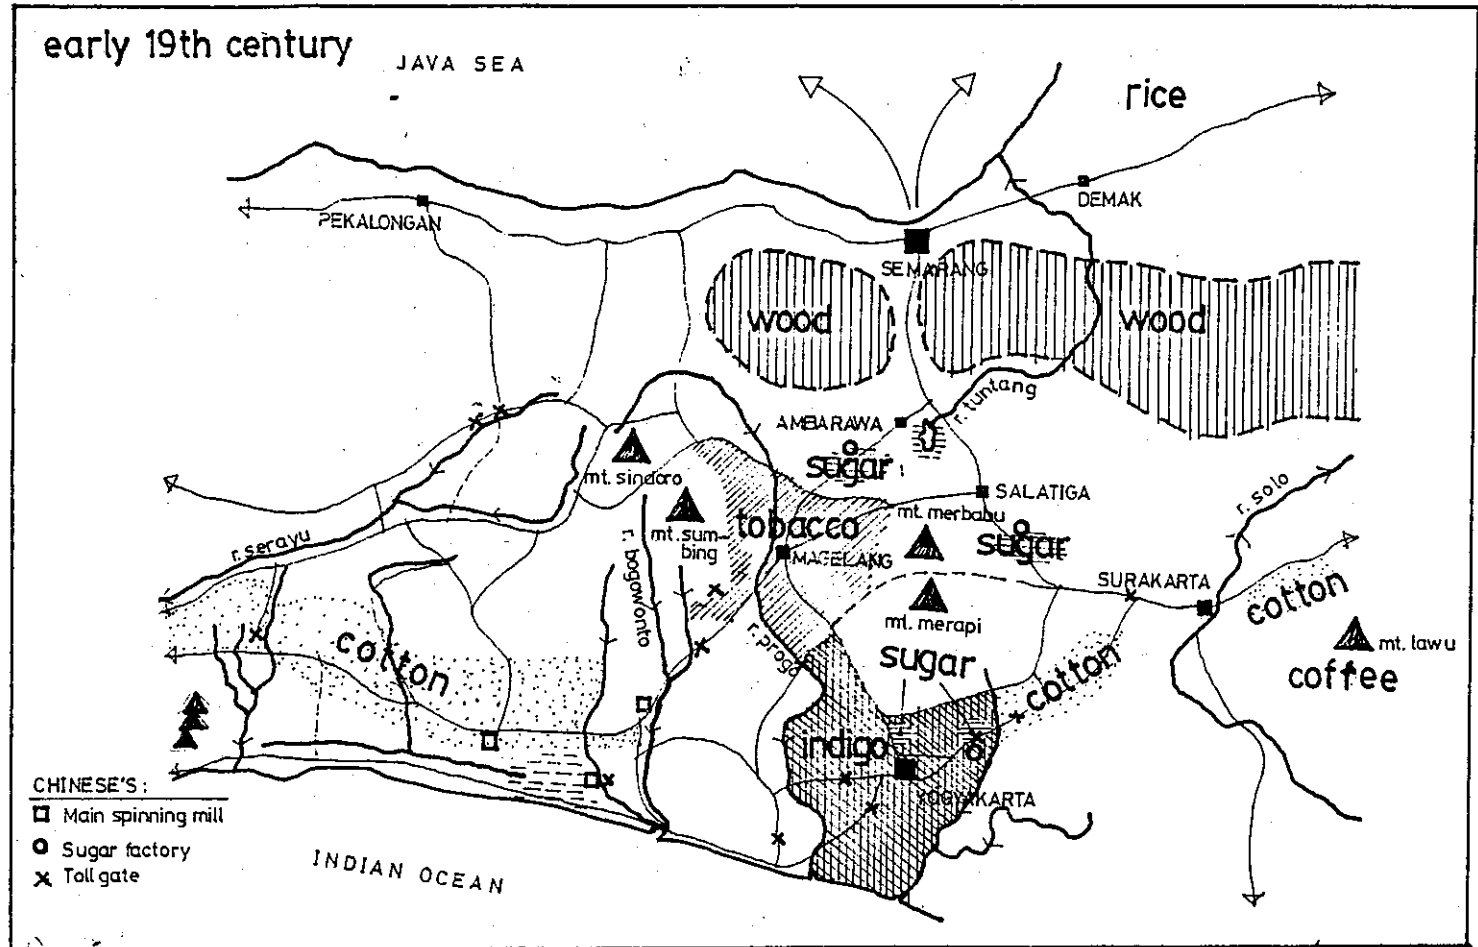 early 19th century
JAVA SEA
rice
DEMAK
PEKALONGAN
SEMARANG
wood
wood
r. tuntang
AMBARAWA
sugar
mt. sindoro
SALATIGA
r. solo
mt. sum-
bing
tobacco
mt. merbabu
sugar
r. serayu
r. bogowonto
MAGELANG
SURAKARTA
cotton
mt. merapi
r. progo
cotton
sugar
cotton
mt. lawu
coffee
indigo
YOGYAKARTA
CHINESE'S:
Main spinning mill
Sugar factory
Toll gate
INDIAN OCEAN